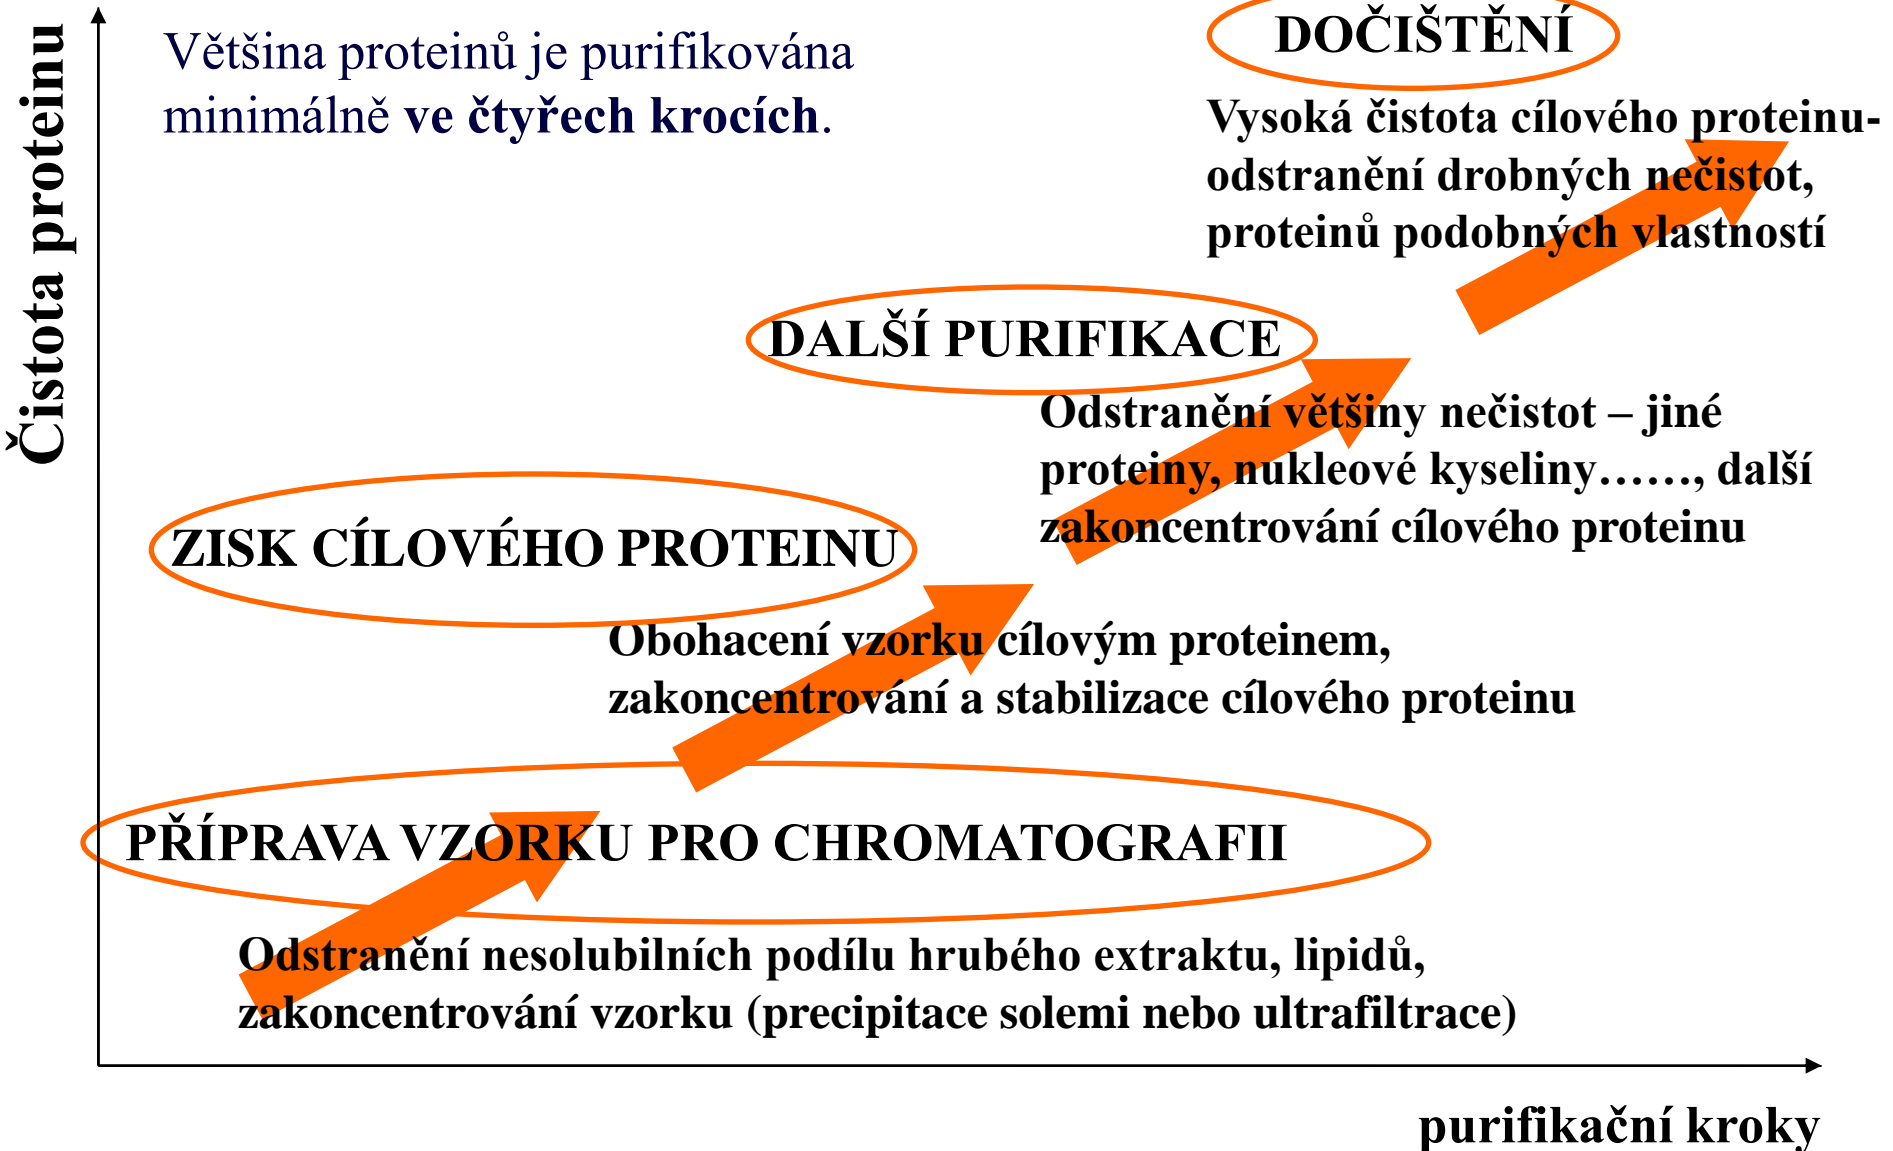 Čistota proteinu
Většina proteinů je purifikována
minimálně ve čtyřech krocích.
DOČIŠTĚNÍ
Vysoká čistota cílového proteinu-
odstranění drobných nečistot,
proteinů podobných vlastností
DALŠÍ PURIFIKACE
Odstranění většiny nečistot – jiné
proteiny, nukleové kyseliny……, další
zakoncentrování cílového proteinu
ZISK CÍLOVÉHO PROTEINU
Obohacení vzorku cílovým proteinem,
zakoncentrování a stabilizace cílového proteinu
PŘÍPRAVA VZORKU PRO CHROMATOGRAFII
Odstranění nesolubilních podílu hrubého extraktu, lipidů,
zakoncentrování vzorku (precipitace solemi nebo ultrafiltrace)
purifikační kroky